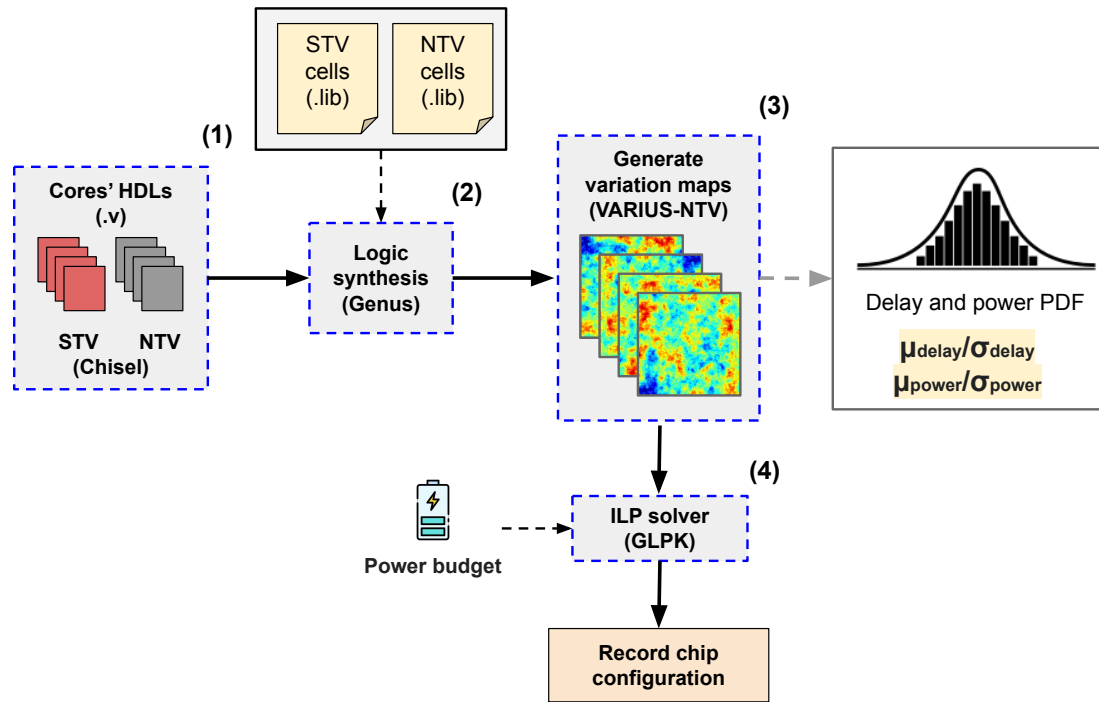 STV
cells
(.lib)
NTV
cells
(.lib)
(1)
Cores' HDLs
(.v)
STV
NTV
(Chisel)
(2)
Logic
synthesis
(Genus)
(3)
Generate
variation maps
(VARIUS-NTV)
Delay and power PDF
μdelay/σdelay
μpower/σpower
(4)
ILP solver
(GLPK)
Power budget
Record chip
configuration